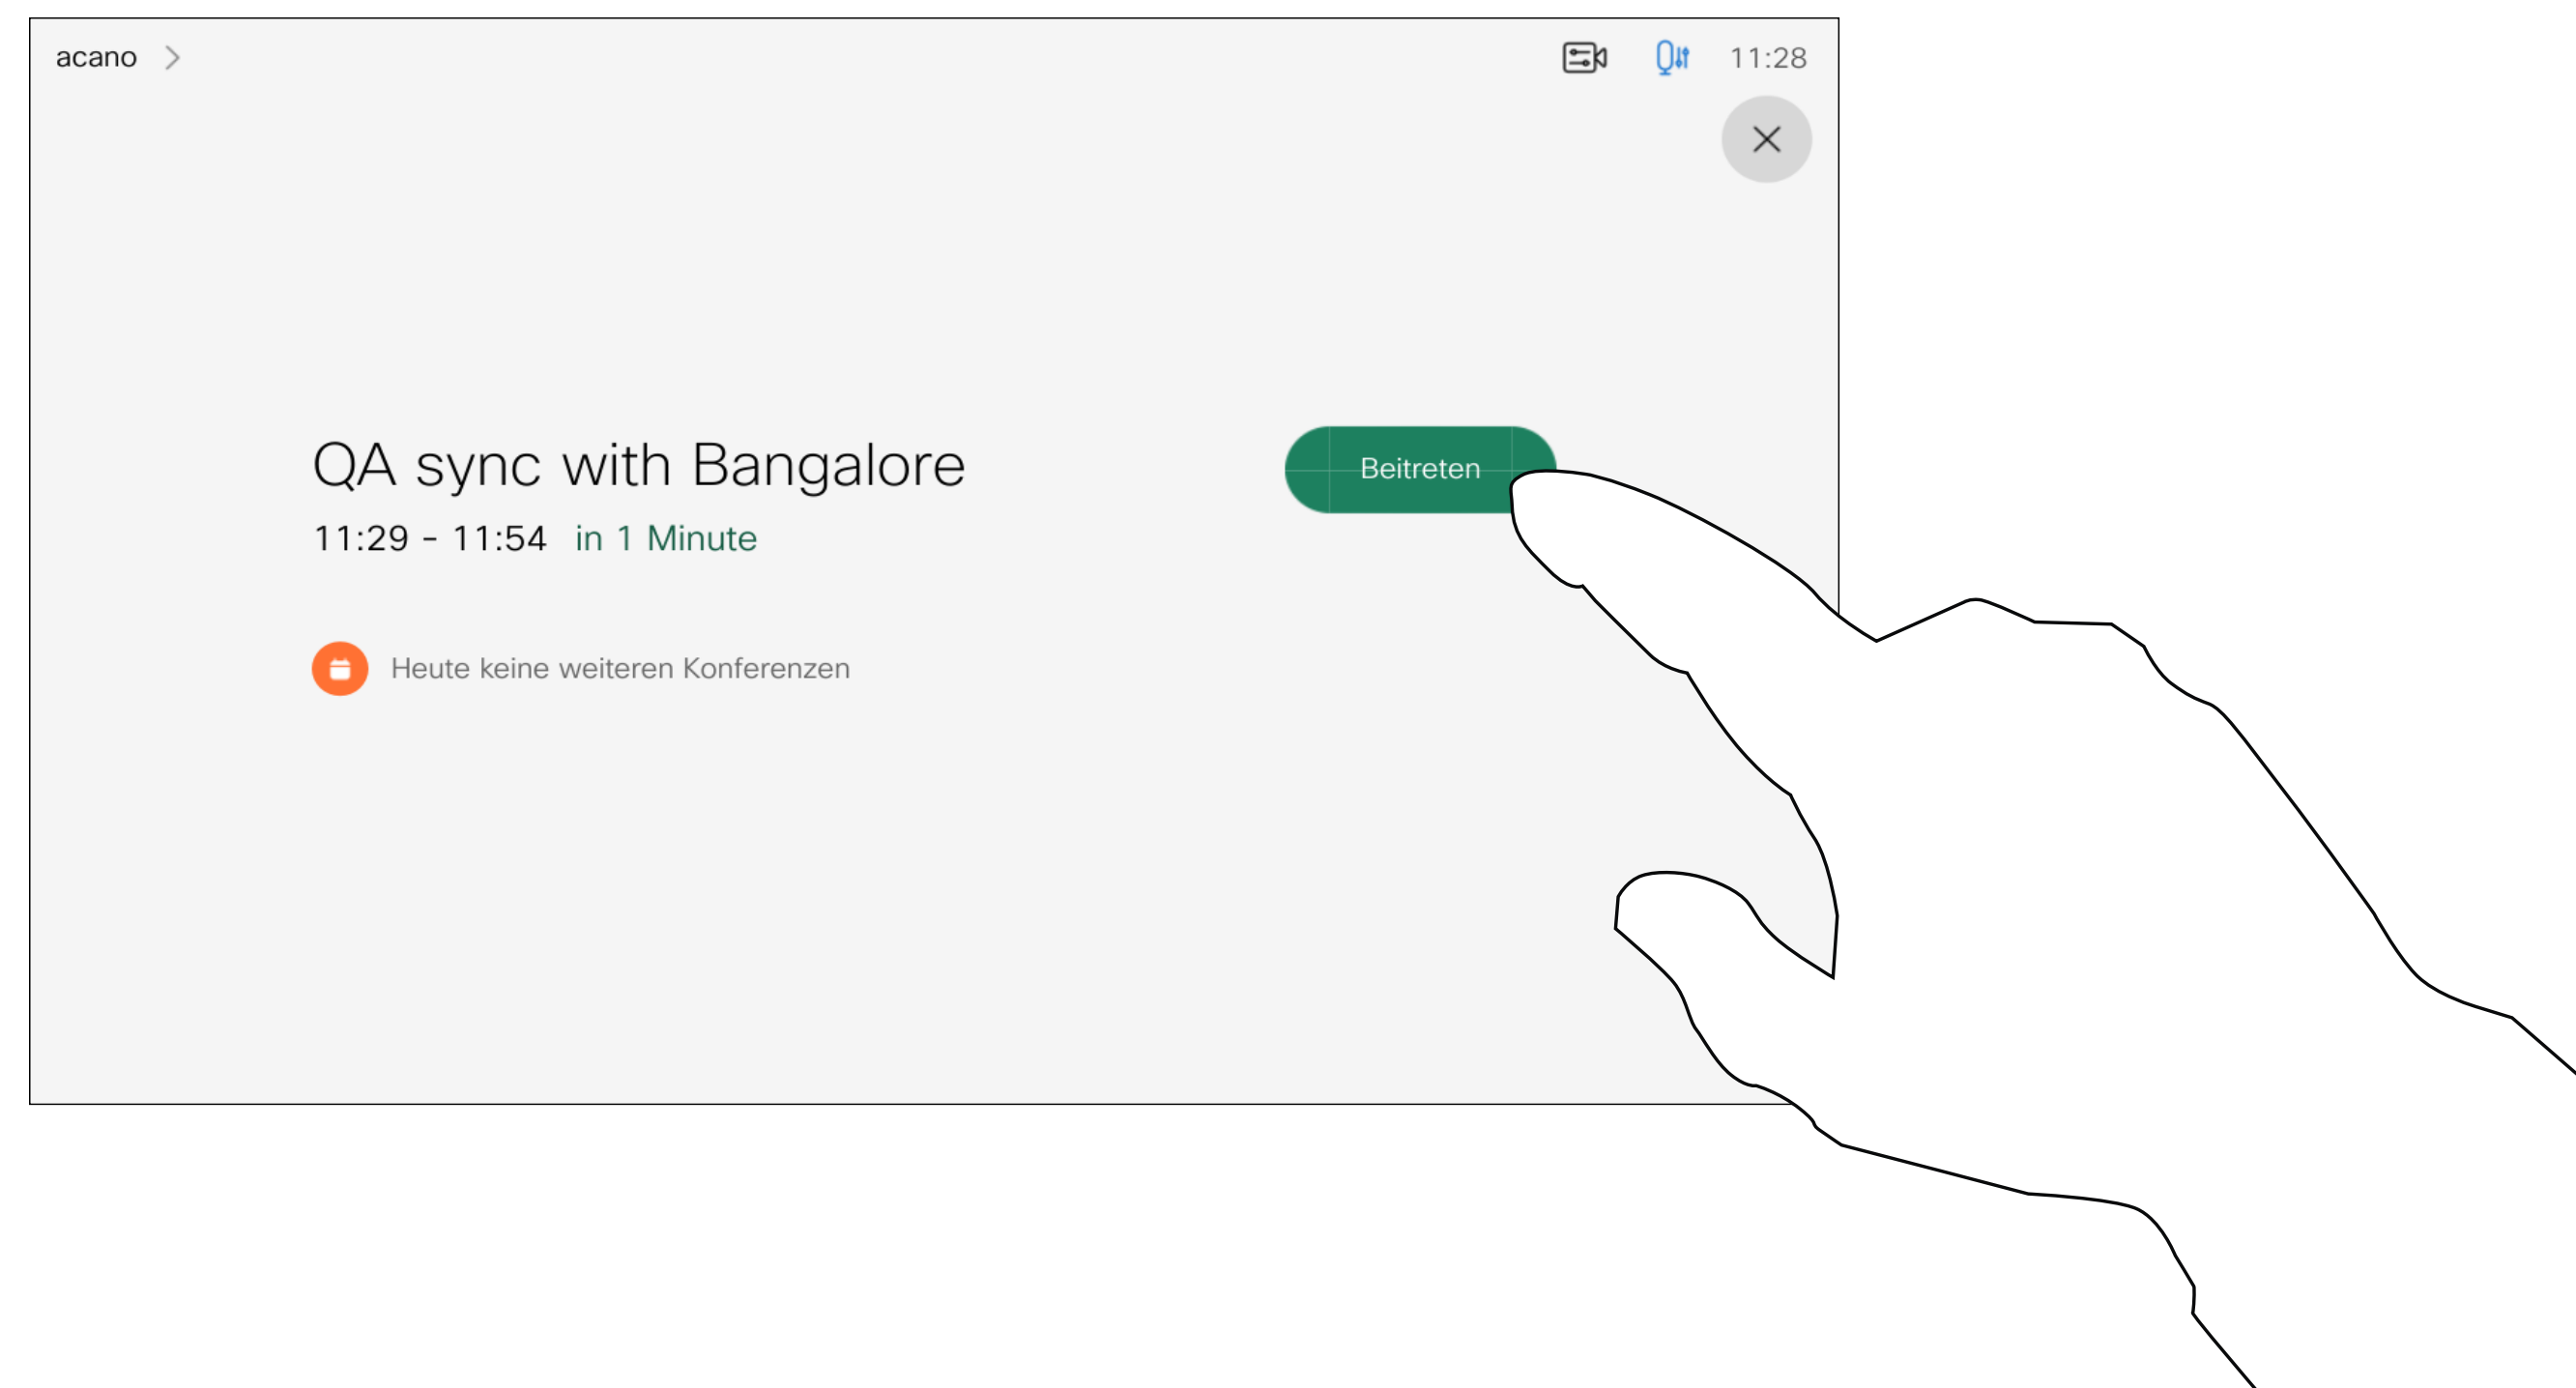 acano
11:28
QA sync with Bangalore
Beitreten
11:29 - 11:54 in 1 Minute
Heute keine weiteren Konferenzen